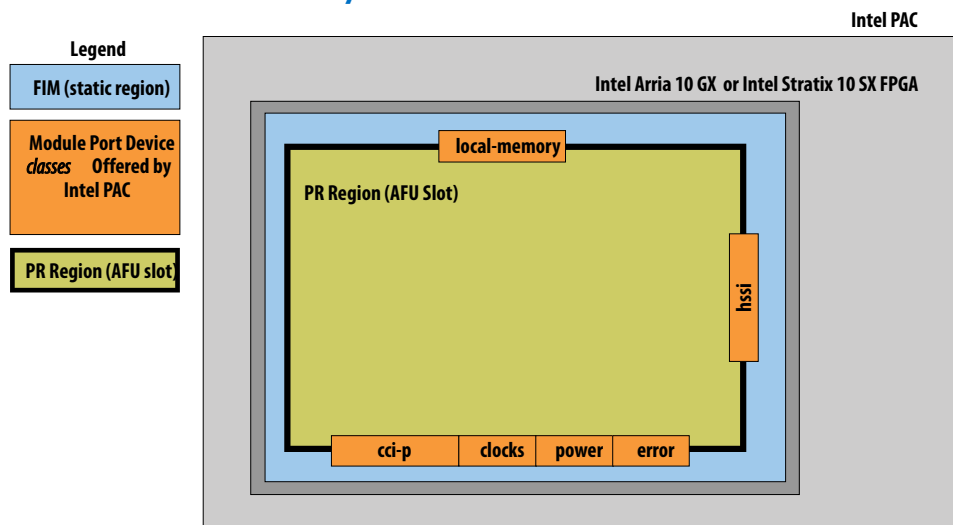 Intel PAC
Legend
FIM (static region)
Module Port Device
classes Offered by
Intel PAC
PR Region (AFU slot)
Intel Arria 10 GX or Intel Stratix 10 SX FPGA
local-memory
PR Region (AFU Slot)
hssi
cci-p
clocks
power
error